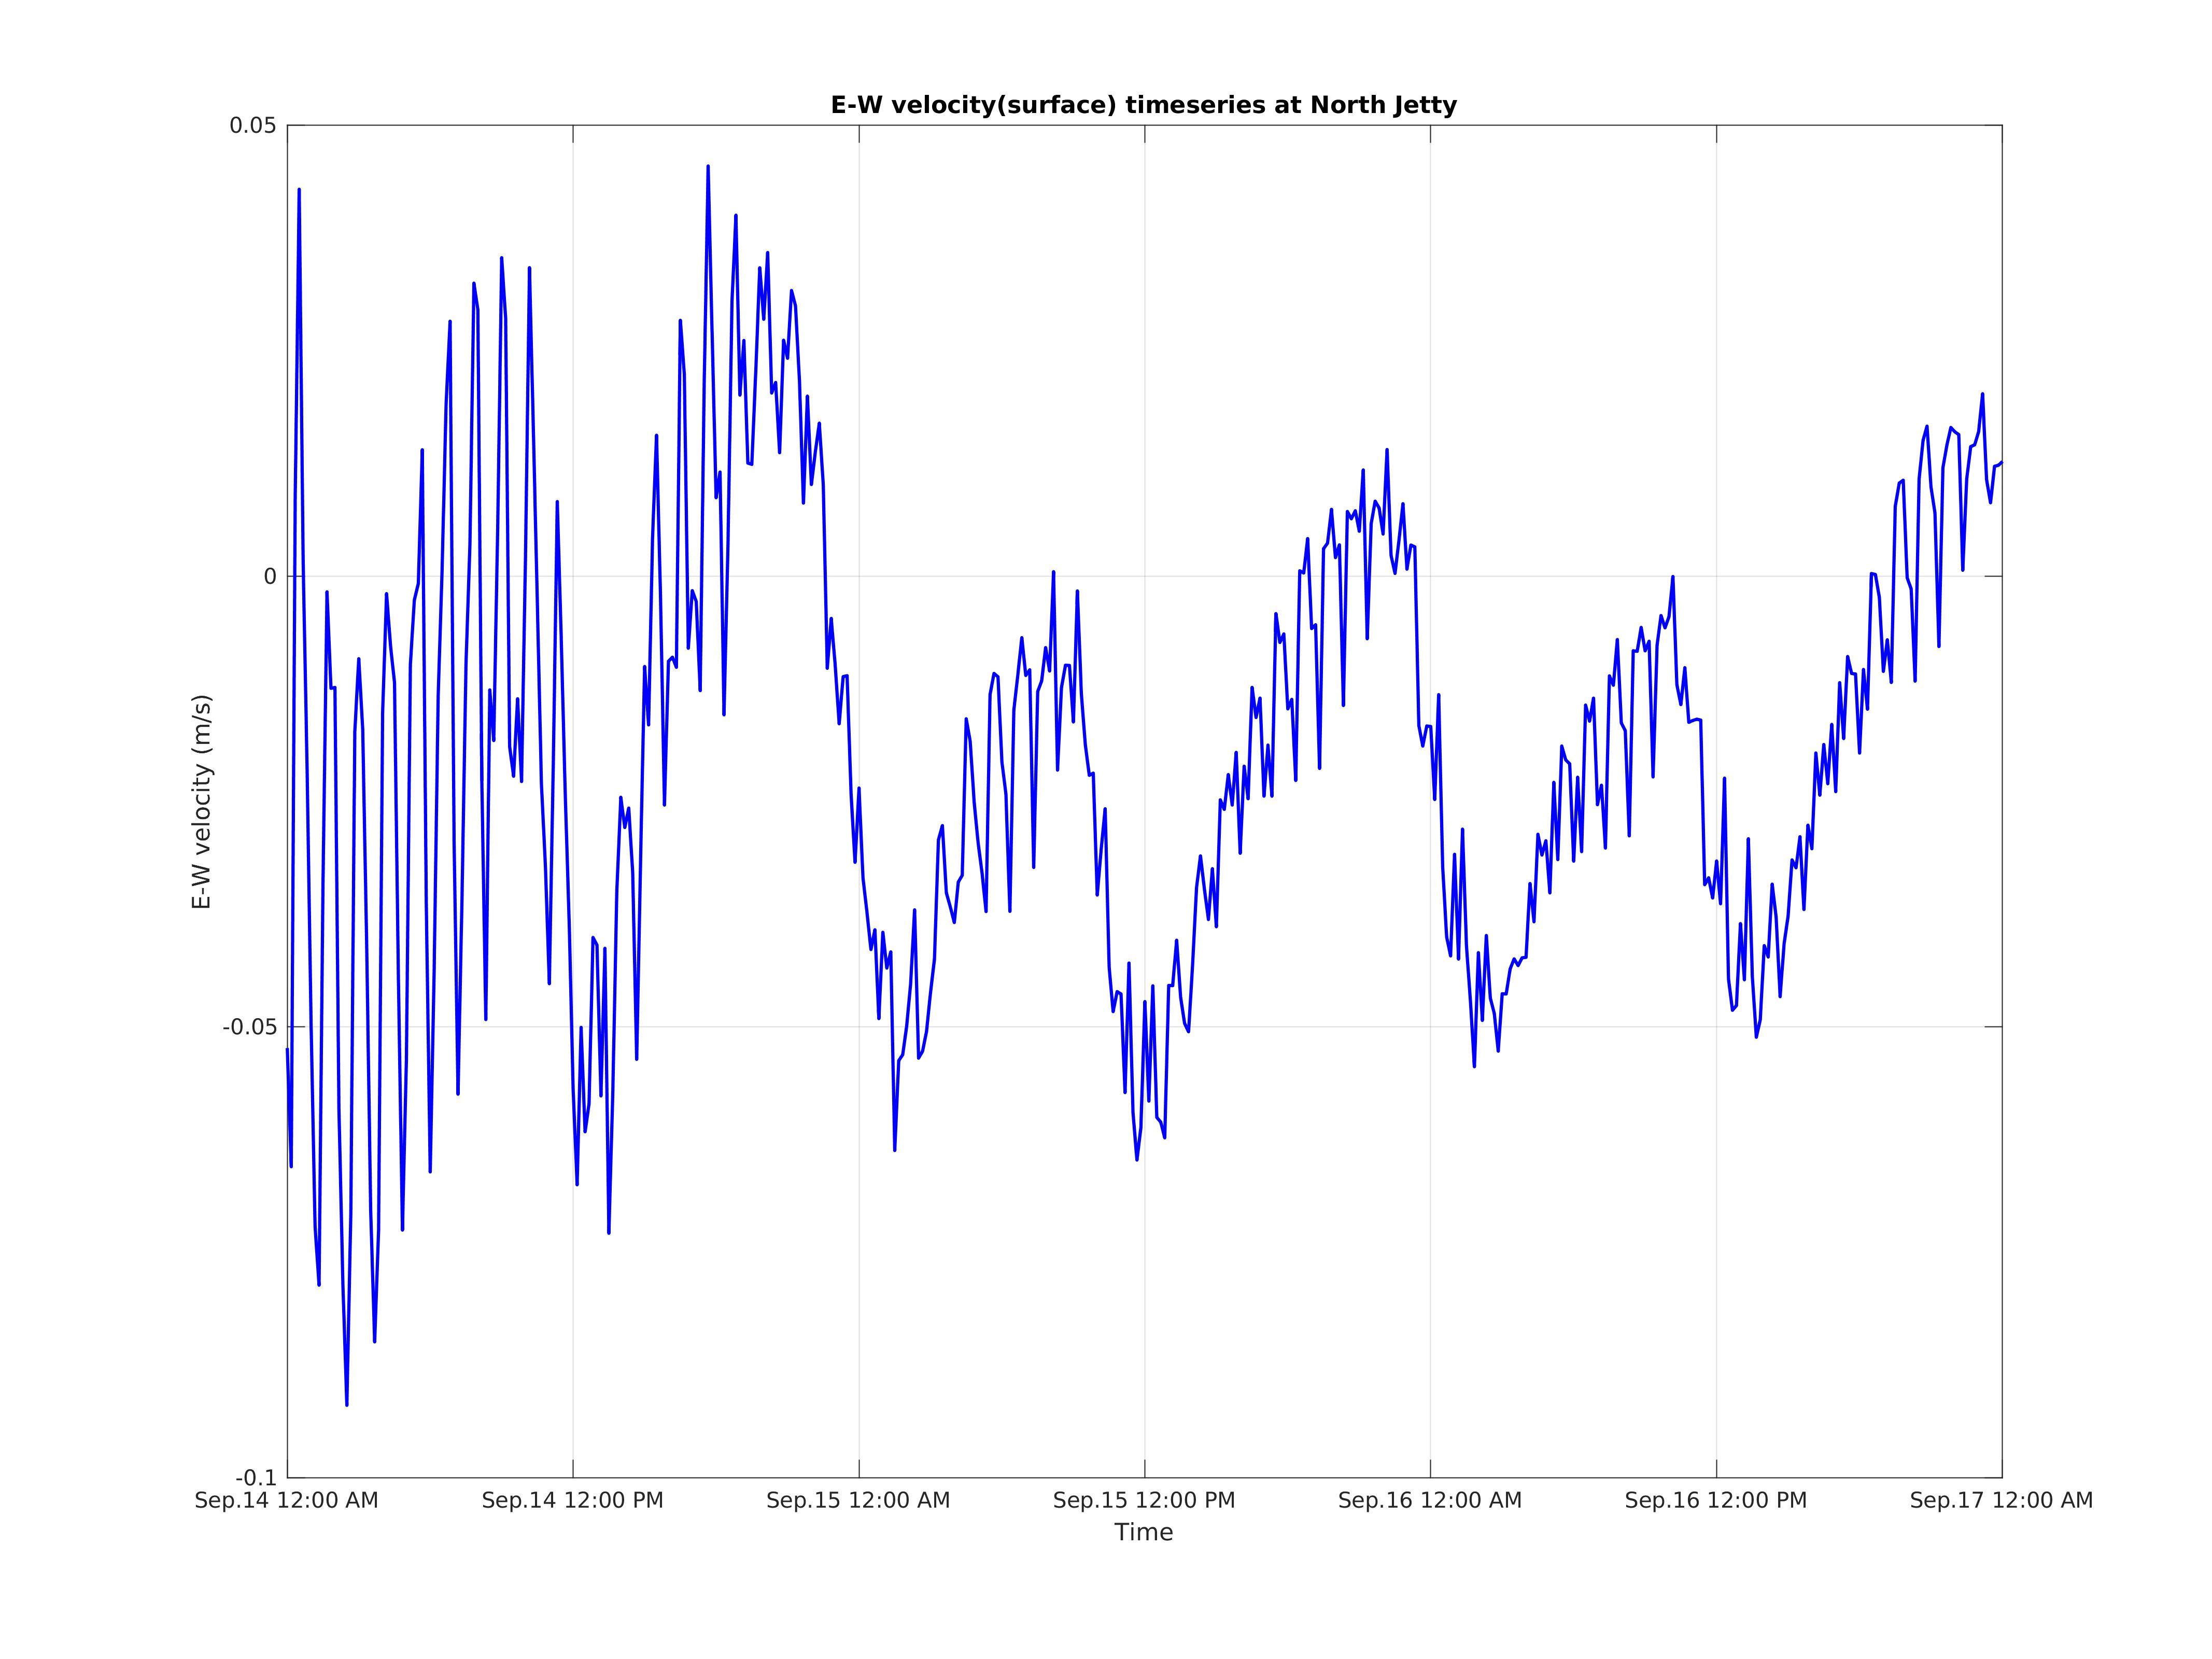 E-W velocity(surface) timeseries at North Jetty
0.05
0
-0.05
-0.1
E-W velocity (m/s)
Sep.14 12:00 AM
Sep.14 12:00 PM
Sep.15 12:00 AM
Sep.15 12:00 PM
Sep.16 12:00 AM
Sep.16 12:00 PM
Sep.17 12:00 AM
Time